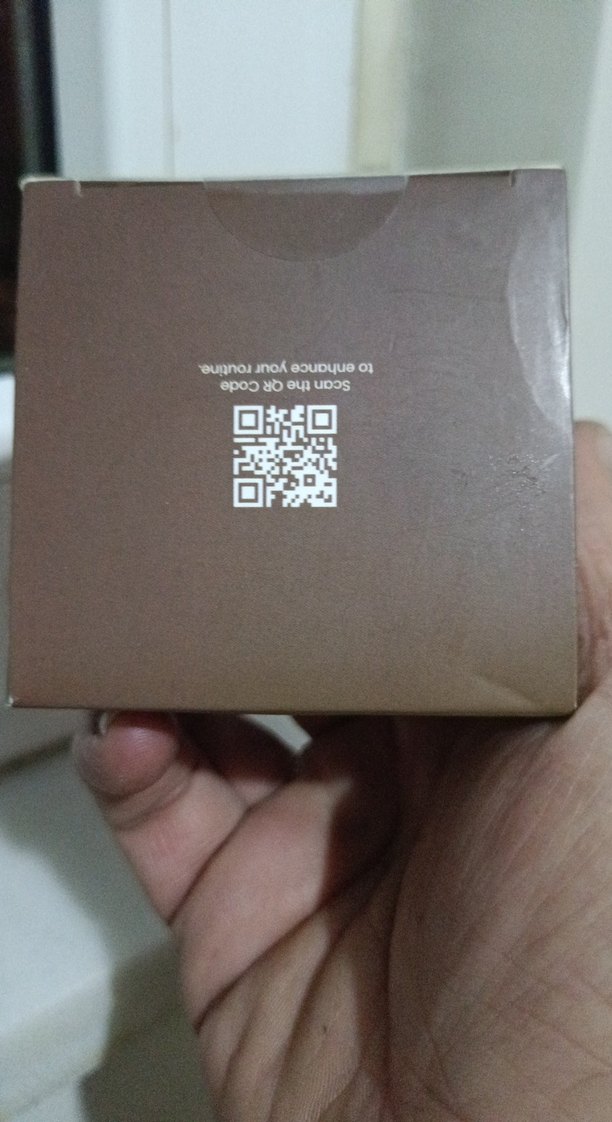 Scan the QR Code
to enhance your routine.